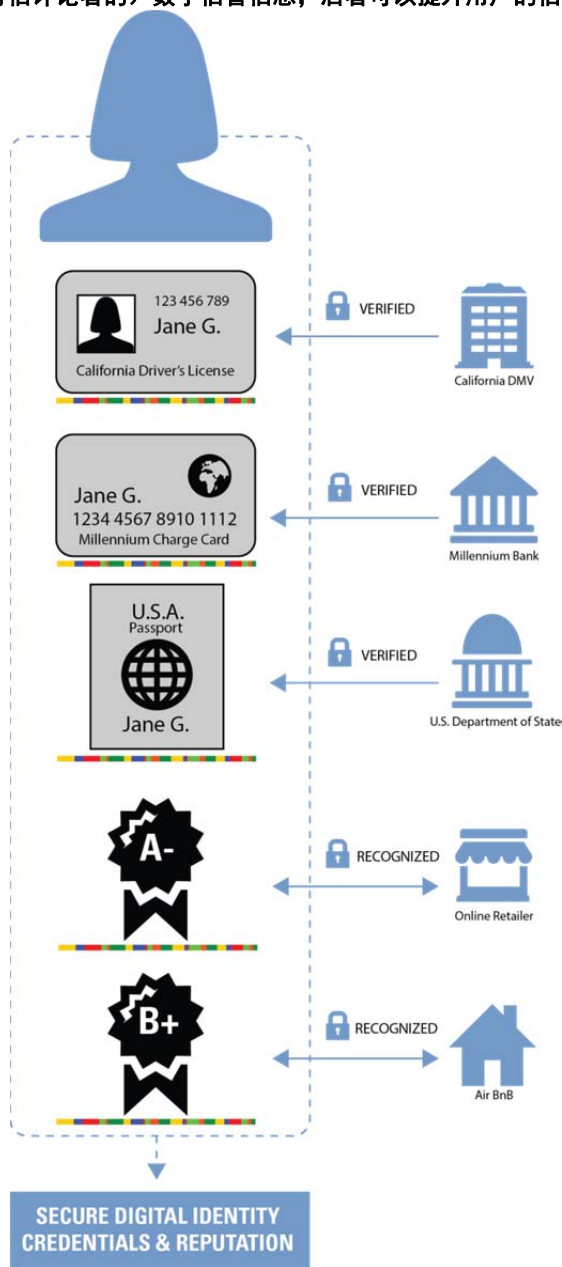 123 456 789
Jane G.
California Driver's License
VERIFIED
California DMV
Jane G.
1234 4567 8910 1112
Millennium Charge Card
VERIFIED
Millennium Bank
U.S.A.
Passport
Jane G.
VERIFIED
U.S. Department of State
A-
RECOGNIZED
Online Retailer
B+
RECOGNIZED
Air BnB
SECURE DIGITAL IDENTITY
CREDENTIALS & REPUTATION